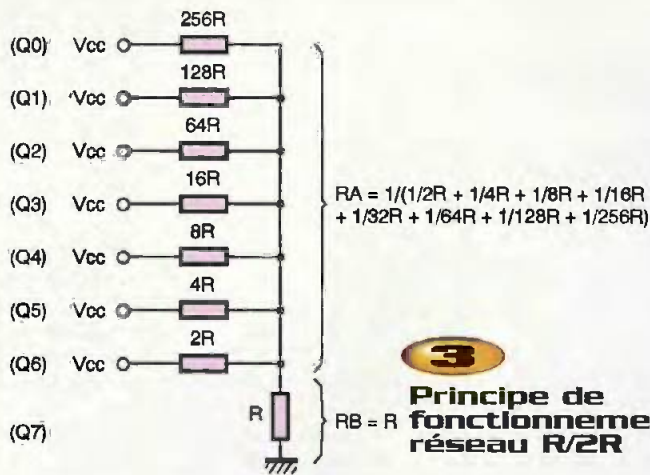 256R
(Q0) Vcc
128R
(Q1) Vcc
64R
(Q2) Vcc
16R
(Q3) Vcc
8R
(Q4) Vcc
4R
(Q5) Vcc
2R
(Q6) Vcc
RA = 1/(1/2R + 1/4R + 1/8R + 1/16R
+ 1/32R + 1/64R + 1/128R + 1/256R)
(Q7)
R
RB = R
3
Principe de
fonctionneme
réseau R/2R